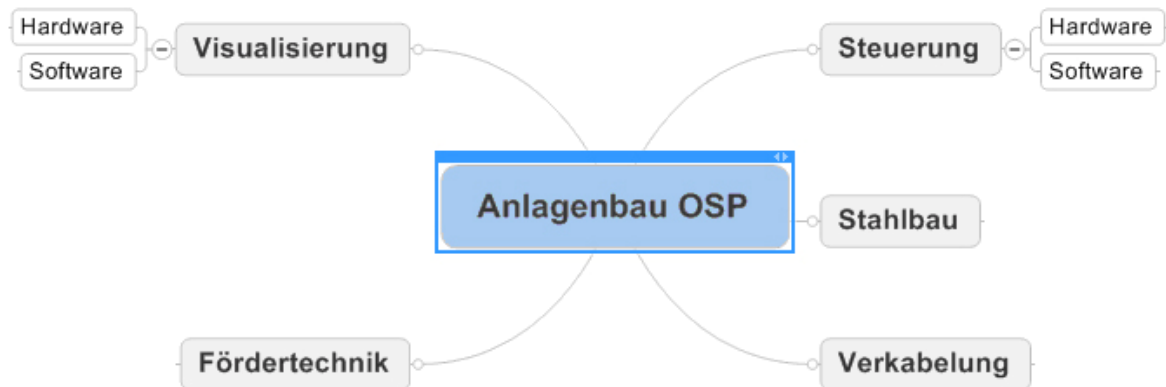 Hardware
Software
Visualisierung
Steuerung
Hardware
Software
Anlagenbau OSP
Stahlbau
Fördertechnik
Verkabelung